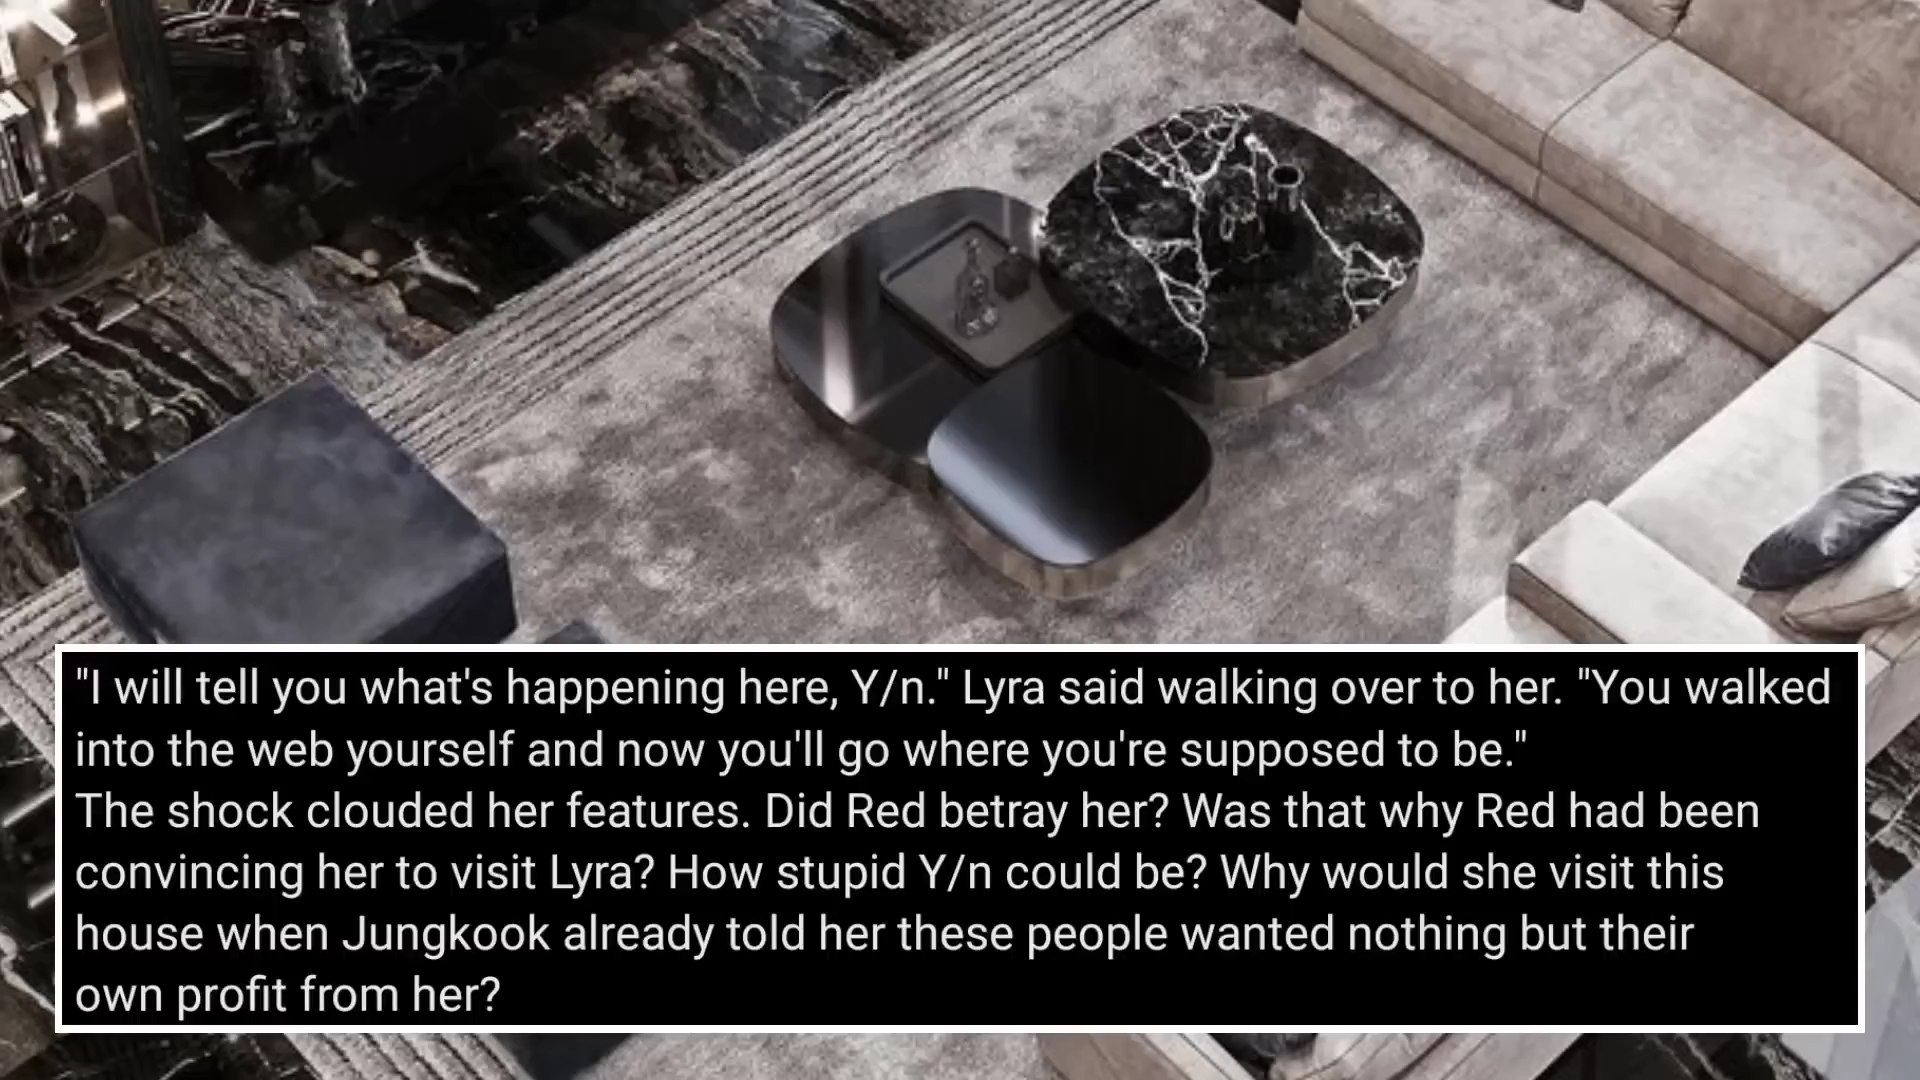 "I will tell you what's happening here, Y/n." Lyra said walking over to her. "You walked
into the web yourself and now you'll go where you're supposed to be."
The shock clouded her features. Did Red betray her? Was that why Red had been
convincing her to visit Lyra? How stupid Y/n could be? Why would she visit this
house when Jungkook already told her these people wanted nothing but their
own profit from her?